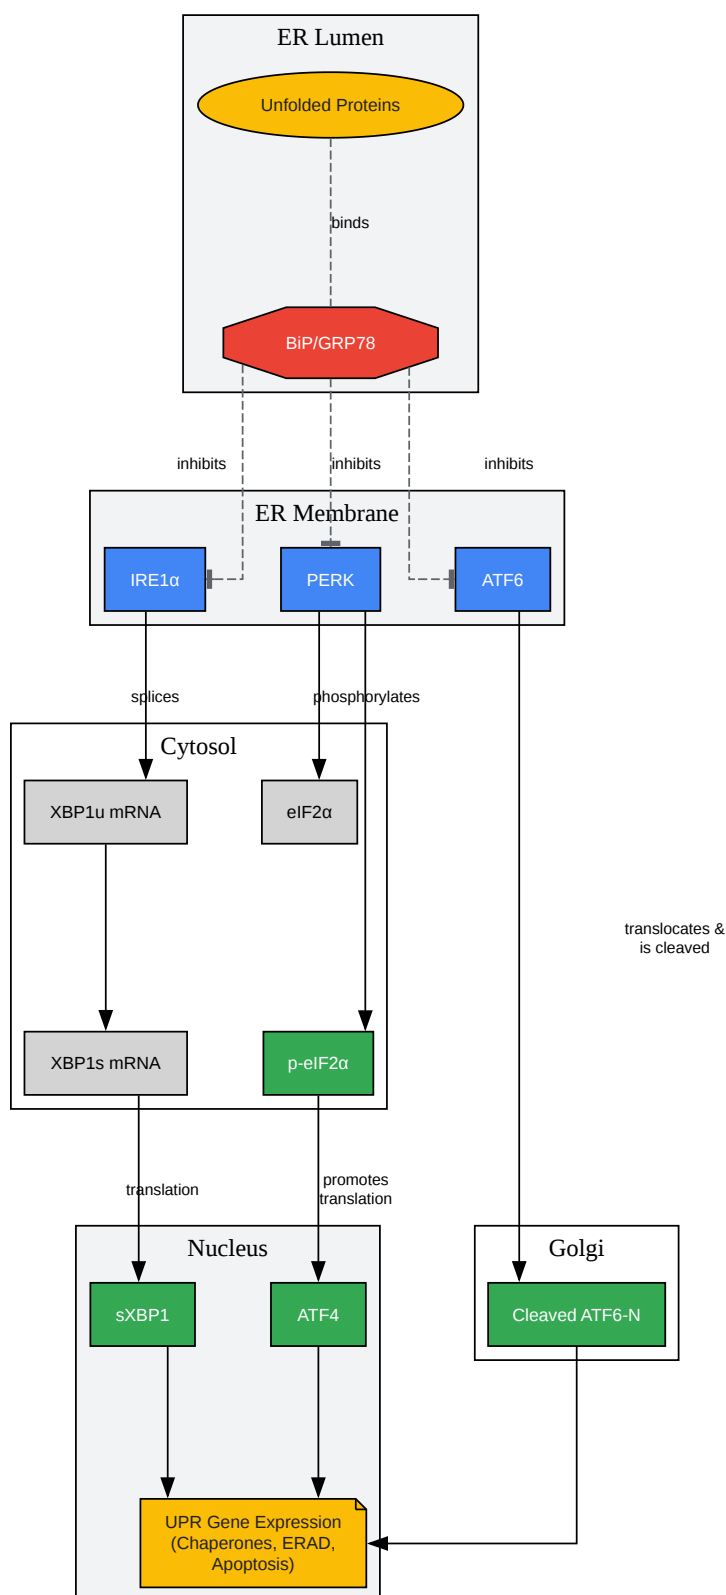 ER Lumen
Unfolded Proteins
binds
BiP/GRP78
inhibits
inhibits
inhibits
ER Membrane
IRE1α
PERK
ATF6
splices
phosphorylates
Cytosol
XBP1u mRNA
eIF2α
translocates &
is cleaved
XBP1s mRNA
p-eIF2α
translation
promotes
translation
Nucleus
Golgi
sXBP1
ATF4
Cleaved ATF6-N
UPR Gene Expression
(Chaperones, ERAD,
Apoptosis)